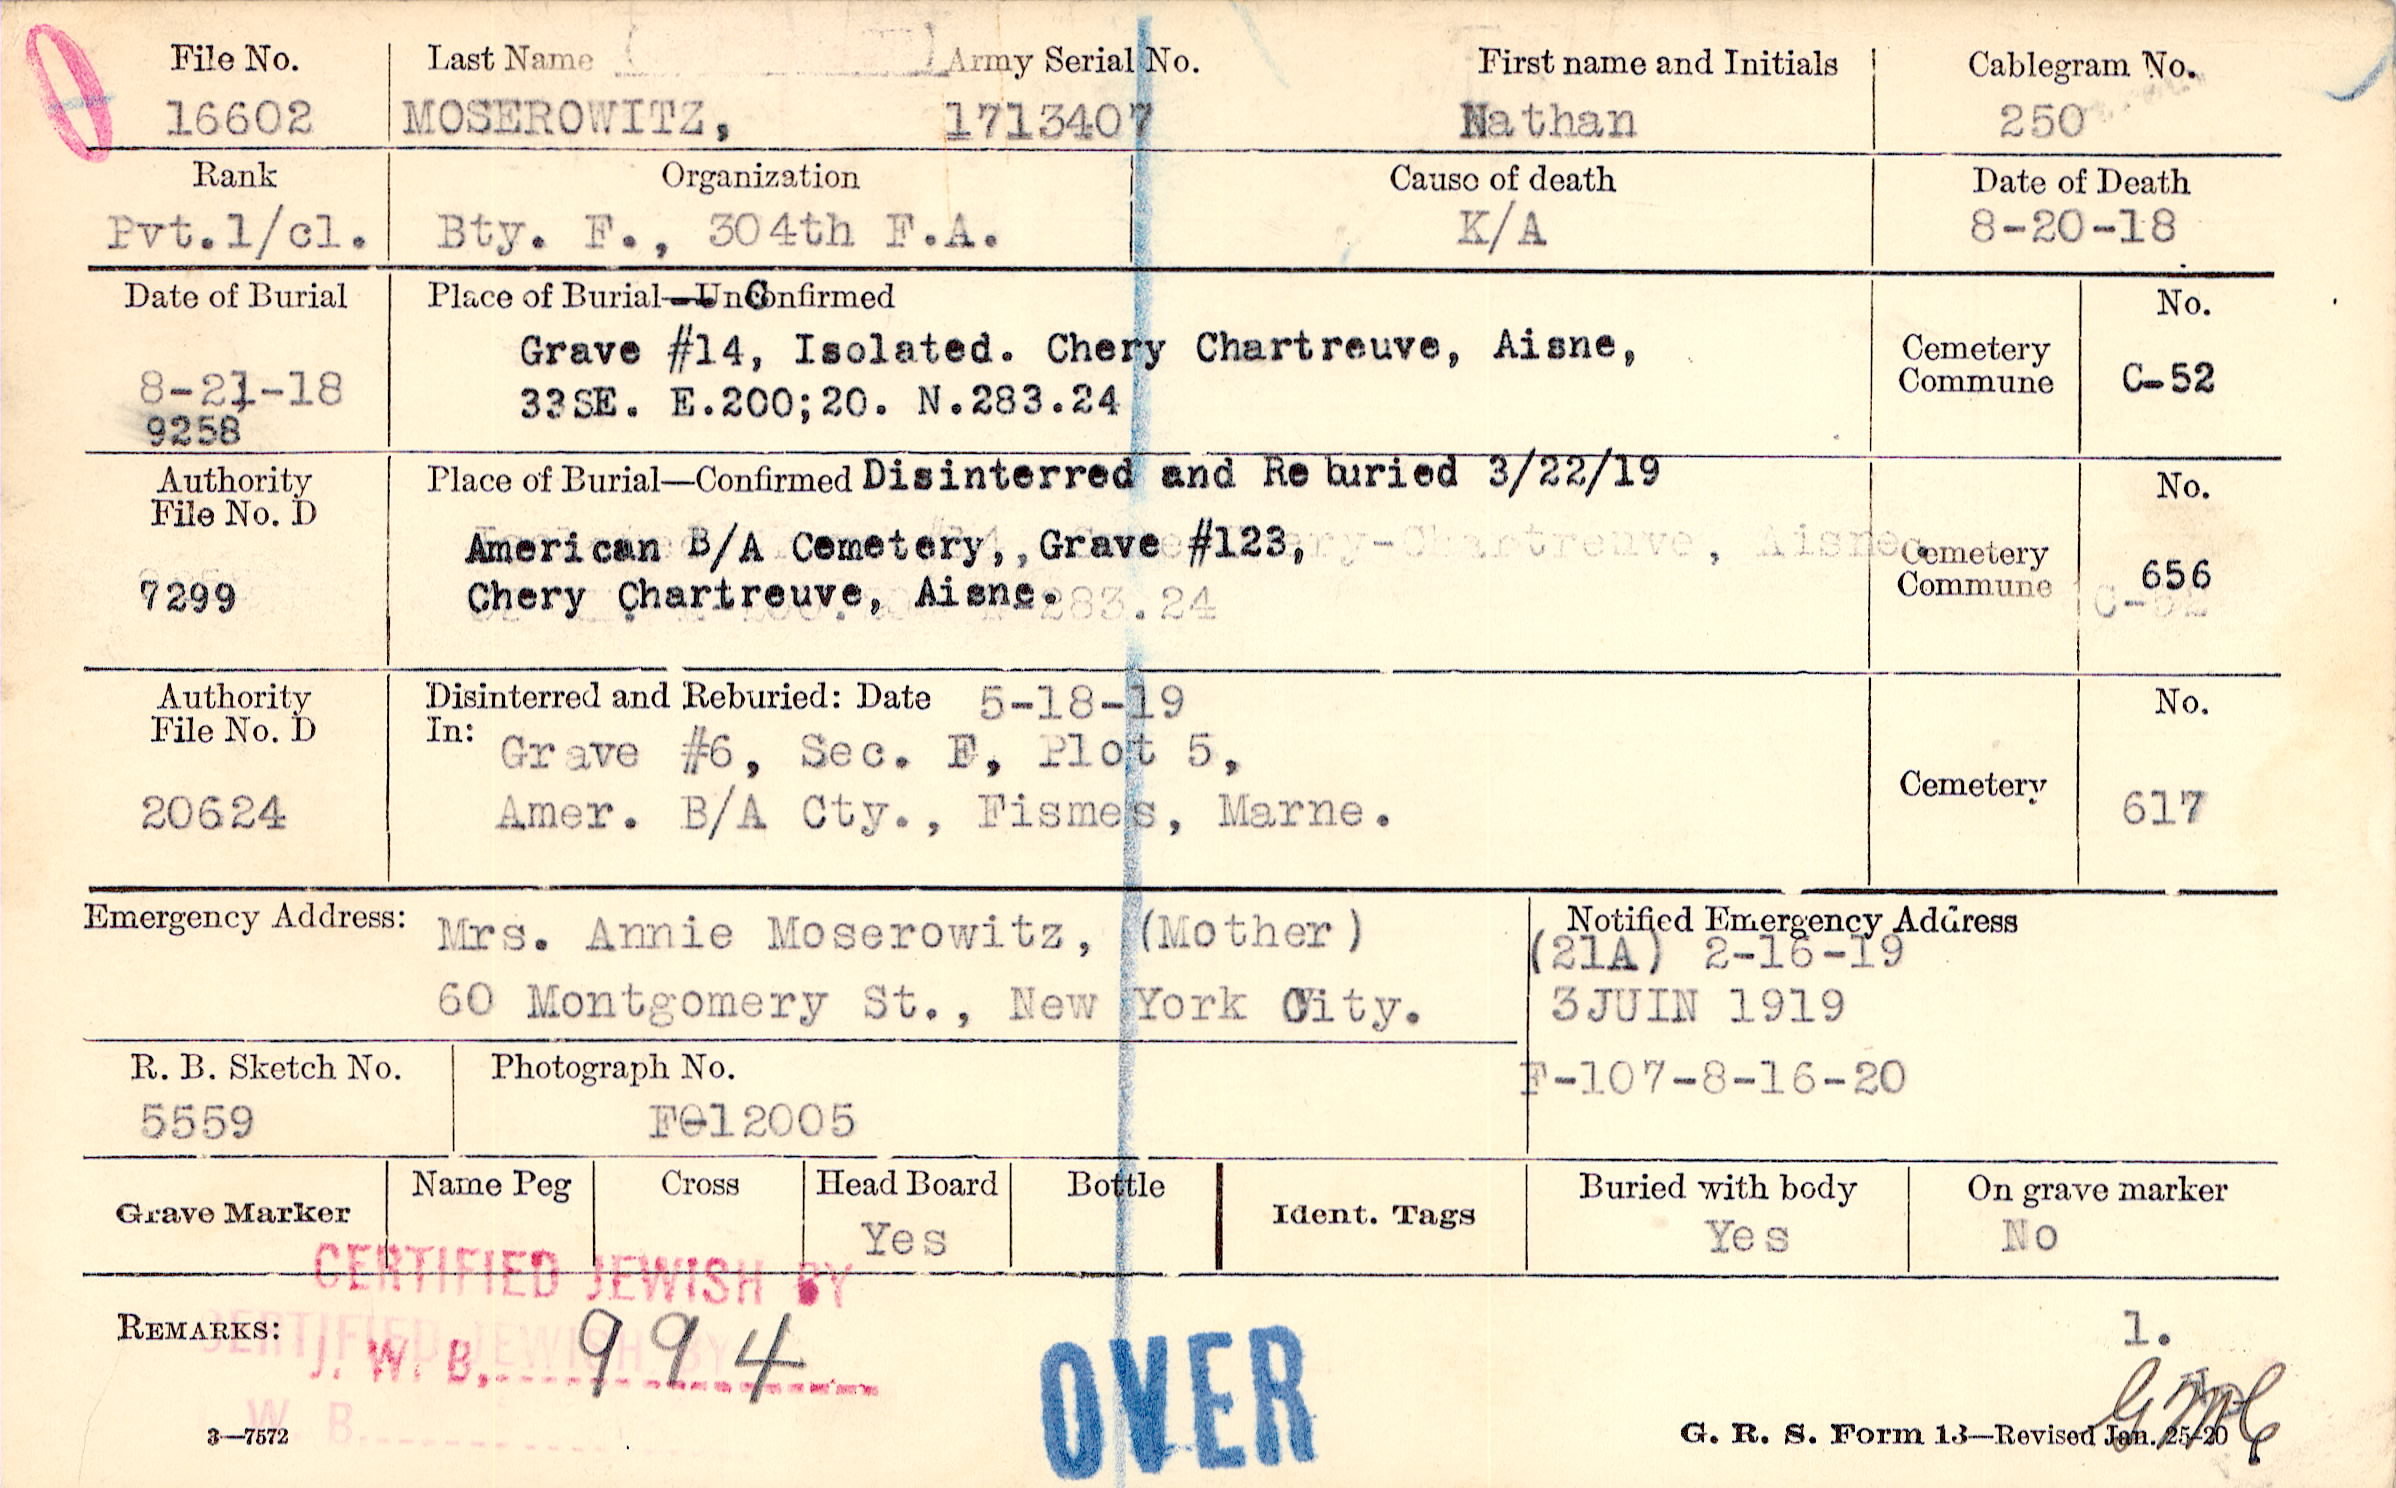 File No. Last Name Army Serial No. First name and Initials Cablegram No.
16602 MOSEROWITZ, 1713407 Nathan 250
Rank Organization Cause of death Date of Death
Pvt.1/cl. Bty. F., 304th F.A. K/A 8-20-18
Date of Burial Place of Burial—UnConfirmed No.
Grave #14, Isolated. Chery Chartreuve, Aisne, Cemetery
8-21-18 33SE. E.200;20. N.283.24 Commune C-52
9258
Authority Place of Burial—Confirmed Disinterred and Reburied 3/22/19 No.
File No. D
American B/A Cemetery,, Grave #123, Cemetery
7299 Chery Chartreuve, Aisne. Commune 656
Authority Disinterred and Reburied: Date 5-18-19 No.
File No. D In: Grave #6, Sec. F, Plot 5,
Cemetery
20624 Amer. B/A Cty., Fismes, Marne. 617
Emergency Address: Mrs. Annie Moserowitz, (Mother) Notified Emergency Address
(21A) 2-16-19
60 Montgomery St., New York City. 3JUIN 1919
R. B. Sketch No. Photograph No. F-107-8-16-20
5559 F012005
Grave Marker Name Peg Cross Head Board Bottle Ident. Tags Buried with body On grave marker
Yes Yes No
CERTIFIED JEWISH BY
REMARKS: 1.
J. W. B. 994
OVER
3—7572 G. R. S. Form 13—Revised Jan. 25-20